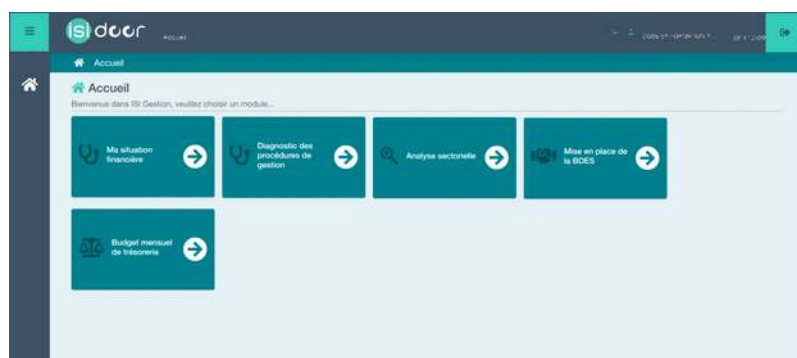 isidoor
Accueil
Accueil
Accueil
Bienvenue dans ISI Gestion, veuillez choisir un module...
Ma situation
financière
Diagnostic des
procédures de
gestion
Analyse sectorielle
Mise en place de
la BDES
Budget mensuel
de trésorerie